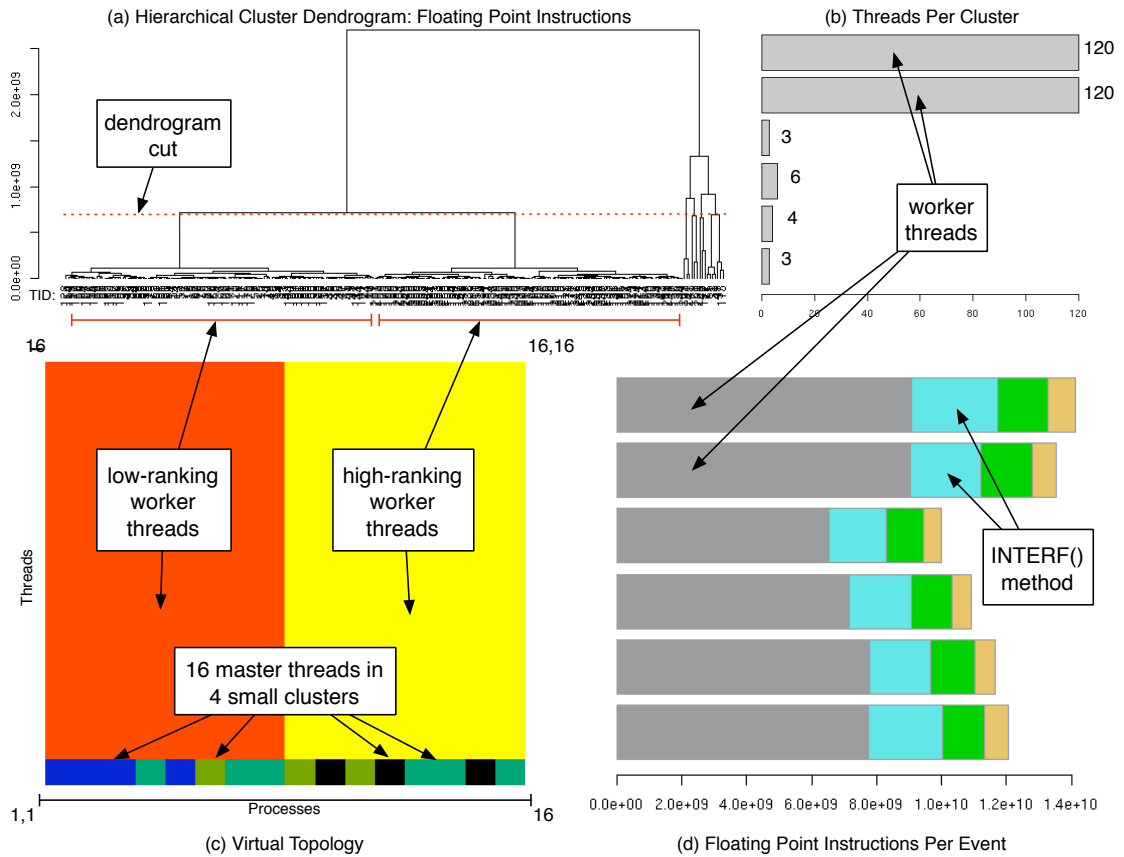 (a) Hierarchical Cluster Dendrogram: Floating Point Instructions
(b) Threads Per Cluster
0.0e+00
1.0e+09
2.0e+09
dendrogram
cut
TID:
120
120
3
6
4
3
worker
threads
0
20
40
60
80
100
120
16
16,16
low-ranking
worker
threads
high-ranking
worker
threads
Threads
16 master threads in
4 small clusters
INTERF()
method
1,1
Processes
16
0.0e+00
2.0e+09
4.0e+09
6.0e+09
8.0e+09
1.0e+10
1.4e+10
(c) Virtual Topology
(d) Floating Point Instructions Per Event